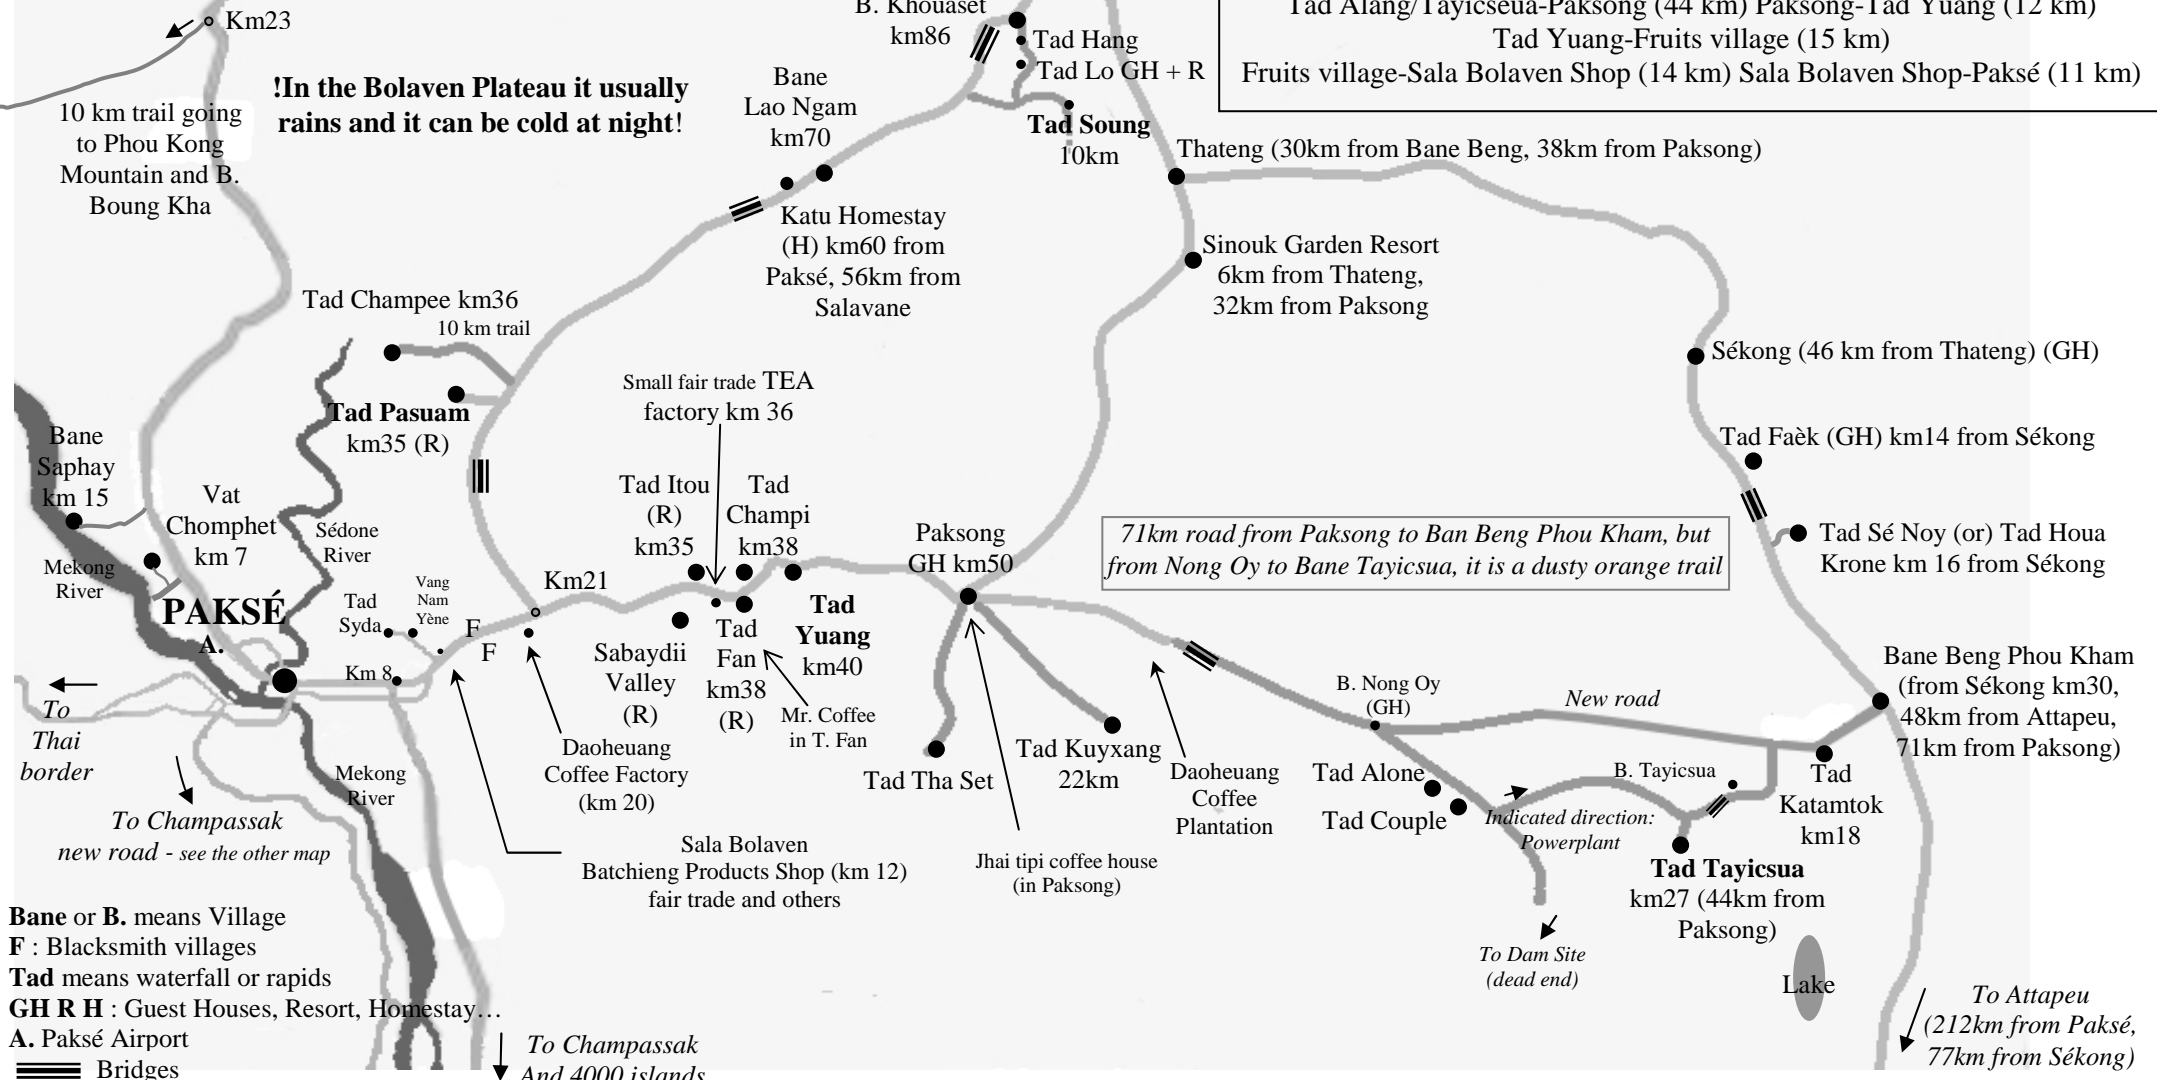 Km23
B. Khouaset
km86
Tad Hang
Tad Lo GH + R
Tad Alang/Tayicseua-Paksong (44 km) Paksong-Tad Yuang (12 km)
Tad Yuang-Fruits village (15 km)
Fruits village-Sala Bolaven Shop (14 km) Sala Bolaven Shop-Paksé (11 km)
!In the Bolaven Plateau it usually
rains and it can be cold at night!
10 km trail going
to Phou Kong
Mountain and B.
Boung Kha
Bane
Lao Ngam
km70
Tad Soung
10km
Thateng (30km from Bane Beng, 38km from Paksong)
Katu Homestay
(H) km60 from
Paksé, 56km from
Salavane
Sinouk Garden Resort
6km from Thateng,
32km from Paksong
Tad Champee km36
10 km trail
Tad Pasuam
km35 (R)
Small fair trade TEA
factory km 36
Sékong (46 km from Thateng) (GH)
Tad Faèk (GH) km14 from Sékong
Tad Sé Noy (or) Tad Houa
Krone km 16 from Sékong
Bane
Saphay
km 15
Vat
Chomphet
km 7
Mekong
River
Sédone
River
PAKSÉ
A.
Tad
Syda
Vang
Nam
Yène
Km 8
F
F
Km21
Tad Itou
(R)
km35
Tad
Champi
km38
Paksong
GH km50
71km road from Paksong to Ban Beng Phou Kham, but
from Nong Oy to Bane Tayicsua, it is a dusty orange trail
Sabaydii
Valley
(R)
Tad
Fan
km38
(R)
Tad
Yuang
km40
Mr. Coffee
in T. Fan
Daoheuang
Coffee Factory
(km 20)
Tad Tha Set
Tad Kuyxang
22km
Daoheuang
Coffee
Plantation
B. Nong Oy
(GH)
New road
Bane Beng Phou Kham
(from Sékong km30,
48km from Attapeu,
71km from Paksong)
Tad Alone
Tad Couple
B. Tayicsua
Tad
Katamtok
km18
Indicated direction:
Powerplant
Tad Tayicsua
km27 (44km from
Paksong)
To
Thai
border
To Champassak
new road - see the other map
Mekong
River
Sala Bolaven
Batchieng Products Shop (km 12)
fair trade and others
Jhai tipi coffee house
(in Paksong)
To Dam Site
(dead end)
Lake
To Attapeu
(212km from Paksé,
77km from Sékong)
Bane or B. means Village
F : Blacksmith villages
Tad means waterfall or rapids
GH R H : Guest Houses, Resort, Homestay…
A. Paksé Airport
Bridges
To Champassak
And 4000 islands